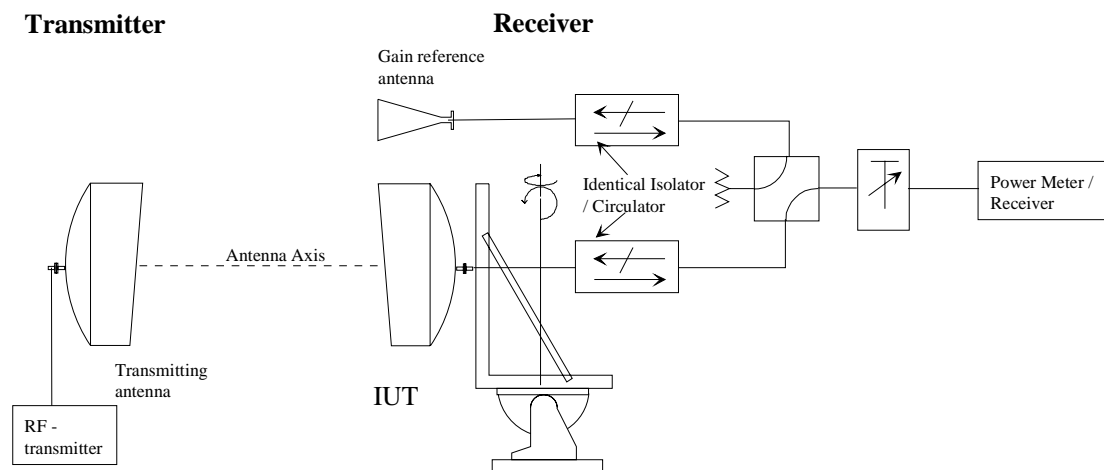 Transmitter
Receiver
Gain reference
antenna
Identical Isolator
/ Circulator
Power Meter /
Receiver
Antenna Axis
Transmitting
antenna
IUT
RF -
transmitter